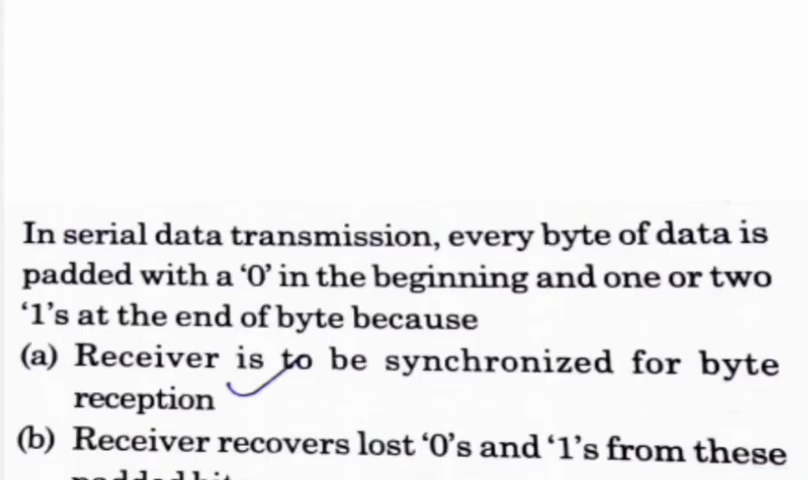 In serial data transmission, every byte of data is
padded with a ‘0’ in the beginning and one or two
‘1’s at the end of byte because
(a) Receiver is to be synchronized for byte
reception
(b) Receiver recovers lost ‘0’s and ‘1’s from these
padded bits